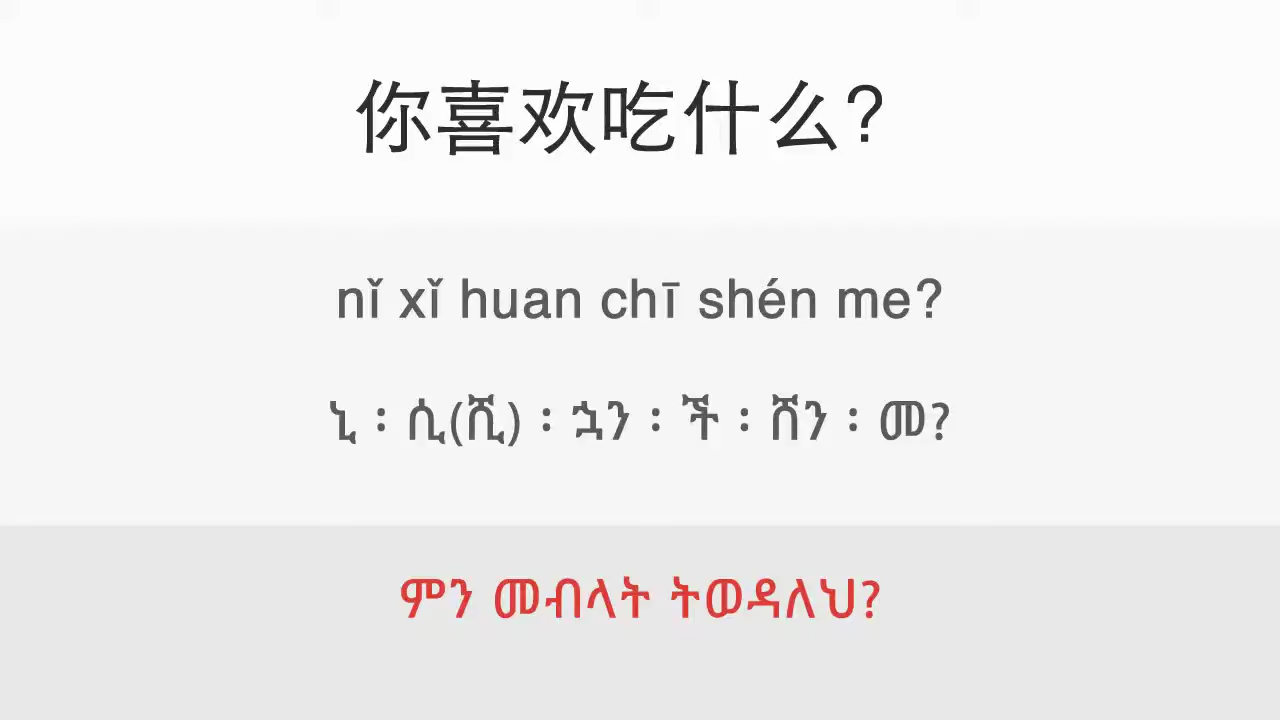 你喜欢吃什么?
nǐ xǐ huan chī shén me?
ኒ ፡ ሲ(ሺ) ፡ ኋን ፡ ች ፡ ሸን ፡ መ?
ምን መብላት ትወዳለህ?